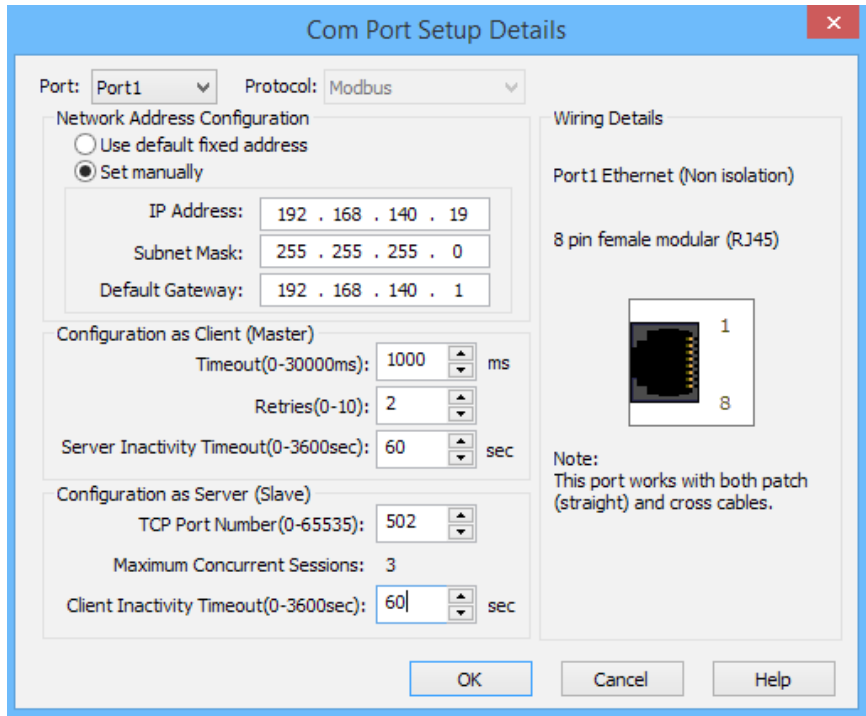 Com Port Setup Details
Port: Port1 Protocol: Modbus
Network Address Configuration
Use default fixed address
Set manually
IP Address: 192 . 168 . 140 . 19
Subnet Mask: 255 . 255 . 255 . 0
Default Gateway: 192 . 168 . 140 . 1
Configuration as Client (Master)
Timeout(0-30000ms): 1000 ms
Retries(0-10): 2
Server Inactivity Timeout(0-3600sec): 60 sec
Configuration as Server (Slave)
TCP Port Number(0-65535): 502
Maximum Concurrent Sessions: 3
Client Inactivity Timeout(0-3600sec): 60 sec
Wiring Details
Port1 Ethernet (Non isolation)
8 pin female modular (RJ45)
1
8
Note:
This port works with both patch
(straight) and cross cables.
OK Cancel Help